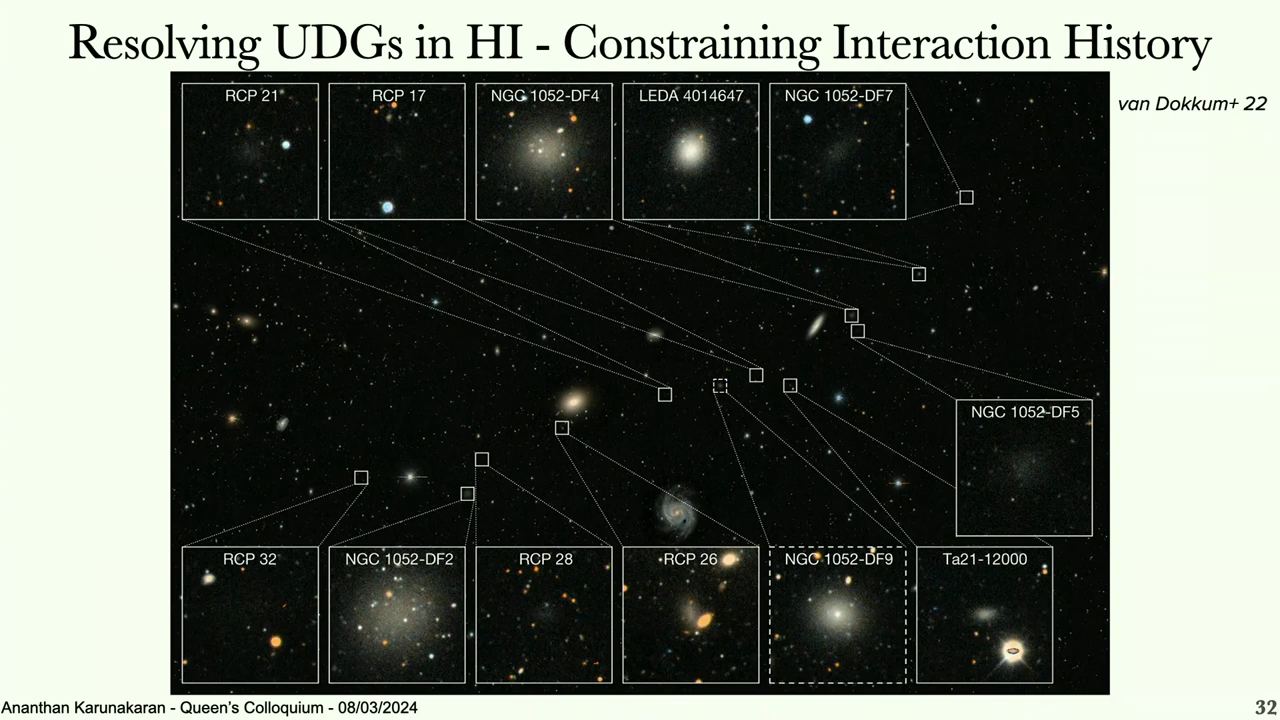 Resolving UDGs in HI - Constraining Interaction History
van Dokkum+ 22
RCP 21
RCP 17
NGC 1052-DF4
LEDA 4014647
NGC 1052-DF7
NGC 1052-DF5
RCP 32
NGC 1052-DF2
RCP 28
RCP 26
NGC 1052-DF9
Ta21-12000
Ananthan Karunakaran - Queen's Colloquium - 08/03/2024
32